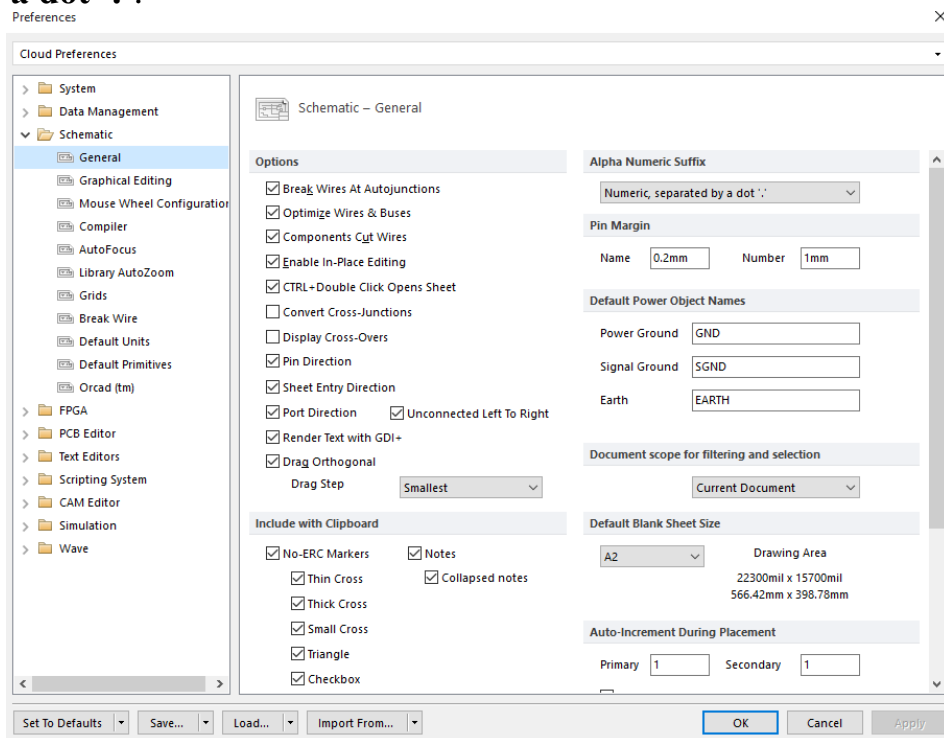 a dot '.'.
Preferences
Cloud Preferences
System
Data Management
Schematic
General
Graphical Editing
Mouse Wheel Configuration
Compiler
AutoFocus
Library AutoZoom
Grids
Break Wire
Default Units
Default Primitives
Orcad (tm)
FPGA
PCB Editor
Text Editors
Scripting System
CAM Editor
Simulation
Wave
Schematic – General
Options
Break Wires At Autojunctions
Optimize Wires & Buses
Components Cut Wires
Enable In-Place Editing
CTRL+Double Click Opens Sheet
Convert Cross-Junctions
Display Cross-Overs
Pin Direction
Sheet Entry Direction
Port Direction Unconnected Left To Right
Render Text with GDI+
Drag Orthogonal
Drag Step Smallest
Include with Clipboard
No-ERC Markers Notes
Thin Cross Collapsed notes
Thick Cross
Small Cross
Triangle
Checkbox
Alpha Numeric Suffix
Numeric, separated by a dot '.'
Pin Margin
Name 0.2mm Number 1mm
Default Power Object Names
Power Ground GND
Signal Ground SGND
Earth EARTH
Document scope for filtering and selection
Current Document
Default Blank Sheet Size
A2 Drawing Area
22300mil x 15700mil
566.42mm x 398.78mm
Auto-Increment During Placement
Primary 1 Secondary 1
Set To Defaults Save... Load... Import From... OK Cancel Apply